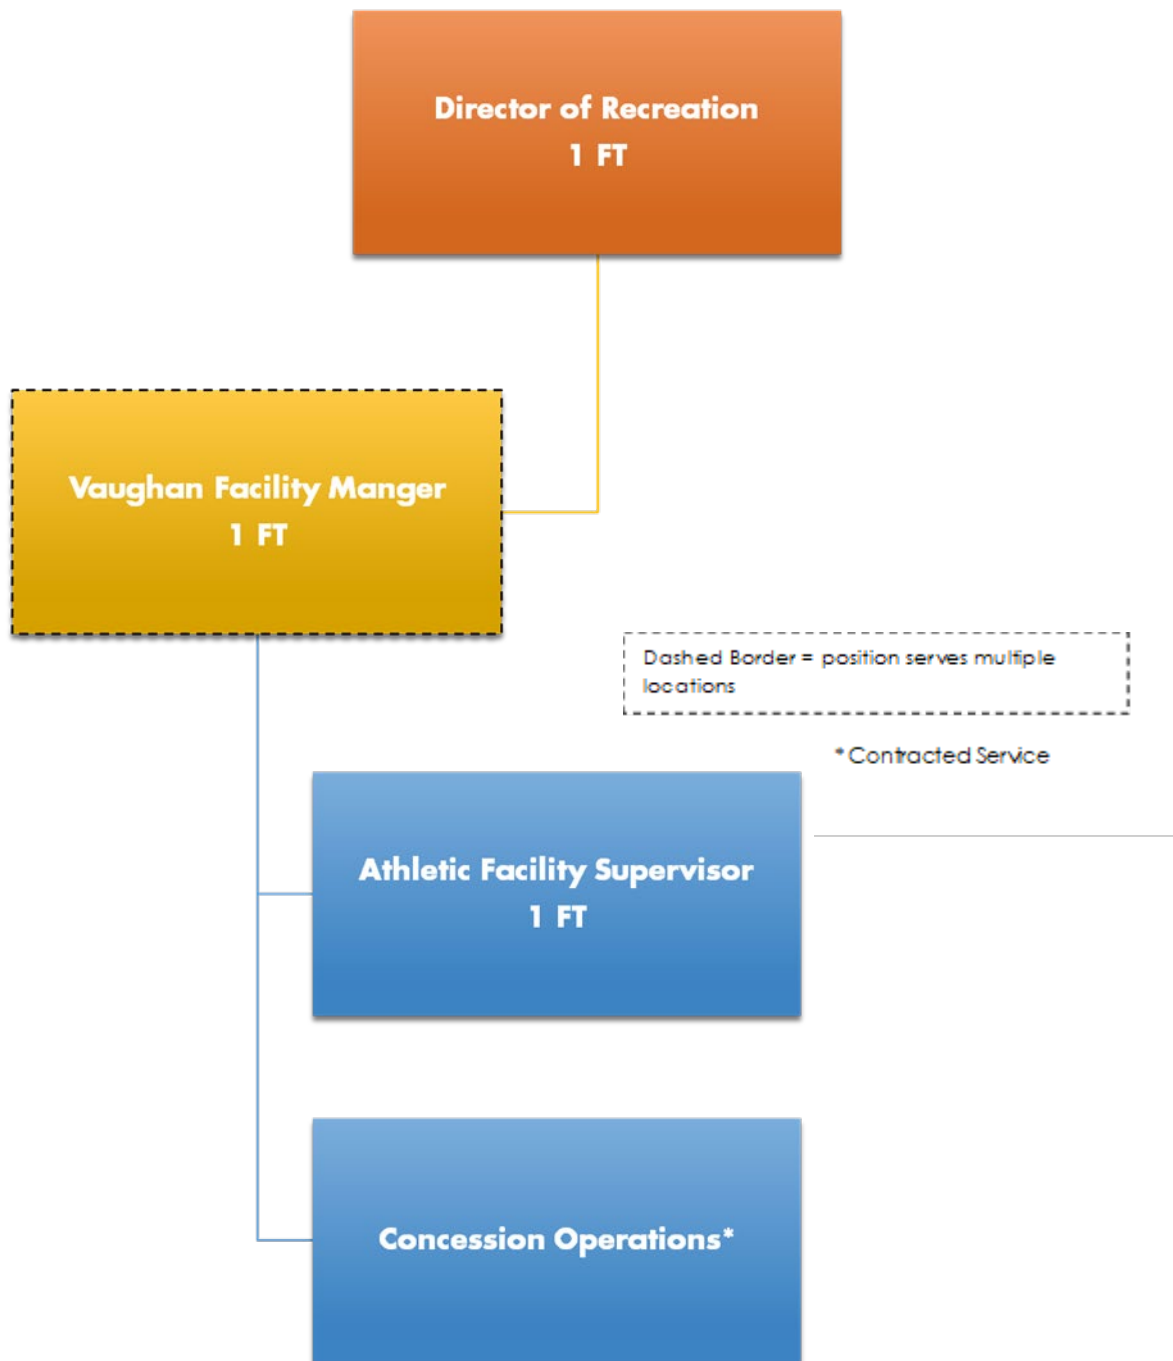 Director of Recreation
1 FT
Vaughan Facility Manger
1 FT
Dashed Border = position serves multiple
locations
* Contracted Service
Athletic Facility Supervisor
1 FT
Concession Operations*